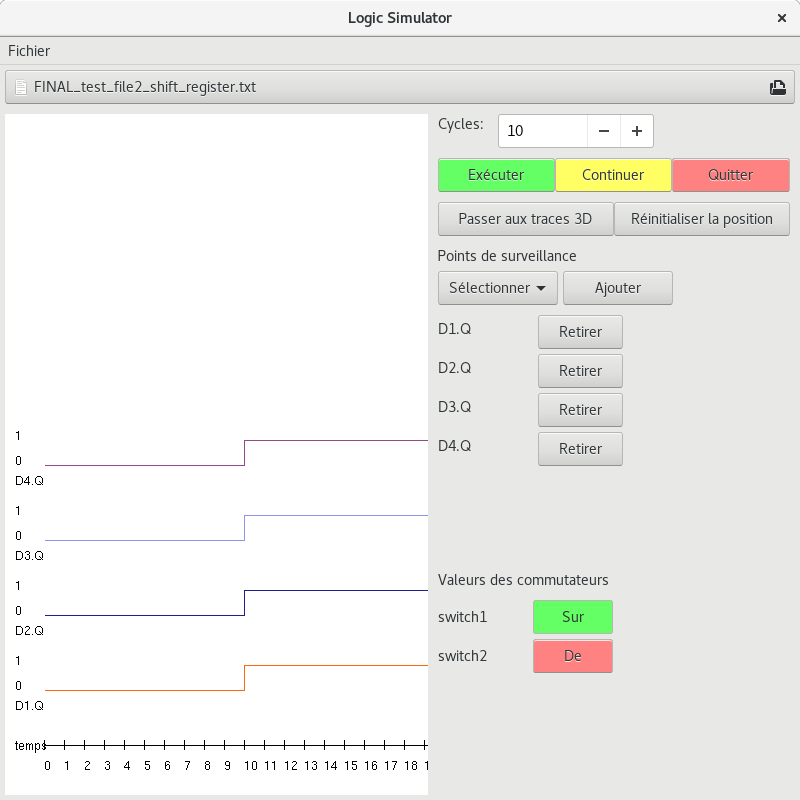 Logic Simulator
Fichier
FINAL_test_file2_shift_register.txt
Cycles: 10
Exécuter Continuer Quitter
Passer aux traces 3D Réinitialiser la position
Points de surveillance
Sélectionner Ajouter
D1.Q Retirer
D2.Q Retirer
D3.Q Retirer
D4.Q Retirer
Valeurs des commutateurs
switch1 Sur
switch2 De
1
0
D4.Q
1
0
D3.Q
1
0
D2.Q
1
0
D1.Q
temps
0 1 2 3 4 5 6 7 8 9 10 11 12 13 14 15 16 17 18